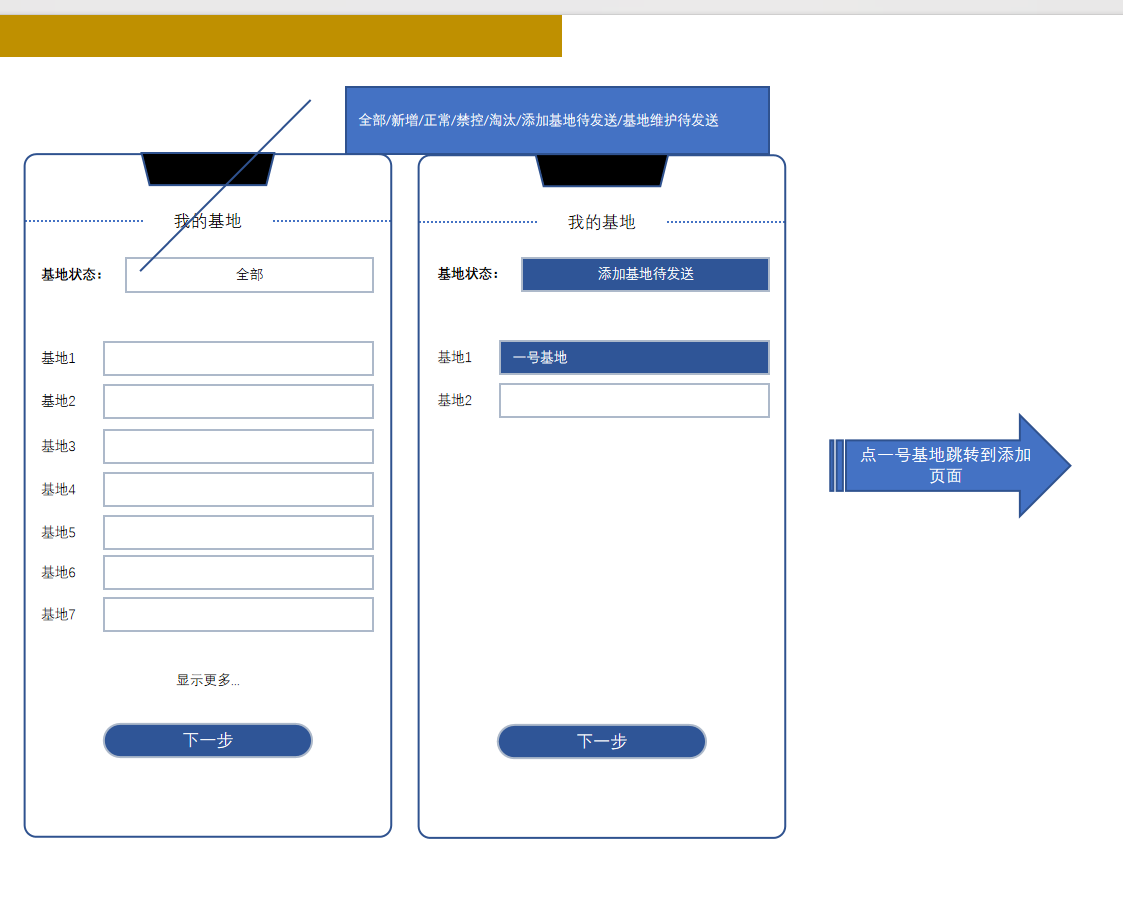 全部/新增/正常/禁控/淘汰/添加基地待发送/基地维护待发送
我的基地
基地状态：
全部
基地1
基地2
基地3
基地4
基地5
基地6
基地7
显示更多...
下一步
我的基地
基地状态：
添加基地待发送
基地1
一号基地
基地2
下一步
点一号基地跳转到添加
页面